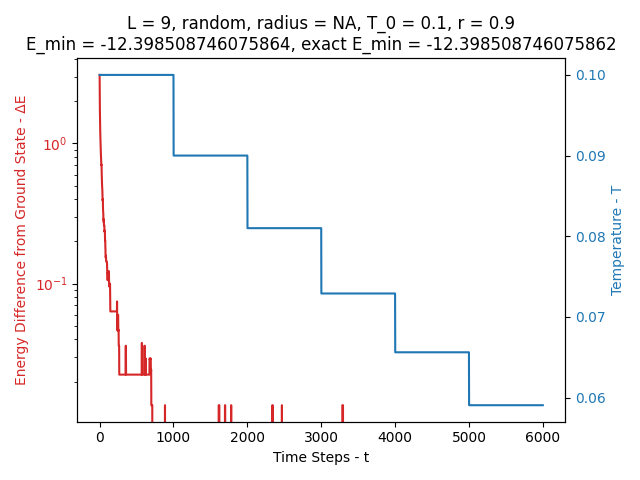 L = 9, random, radius = NA, T_0 = 0.1, r = 0.9
E_min = -12.398508746075864, exact E_min = -12.398508746075862
Energy Difference from Ground State - ΔE
10⁰
10⁻¹
0.10
0.09
0.08
0.07
0.06
Temperature - T
0 1000 2000 3000 4000 5000 6000
Time Steps - t